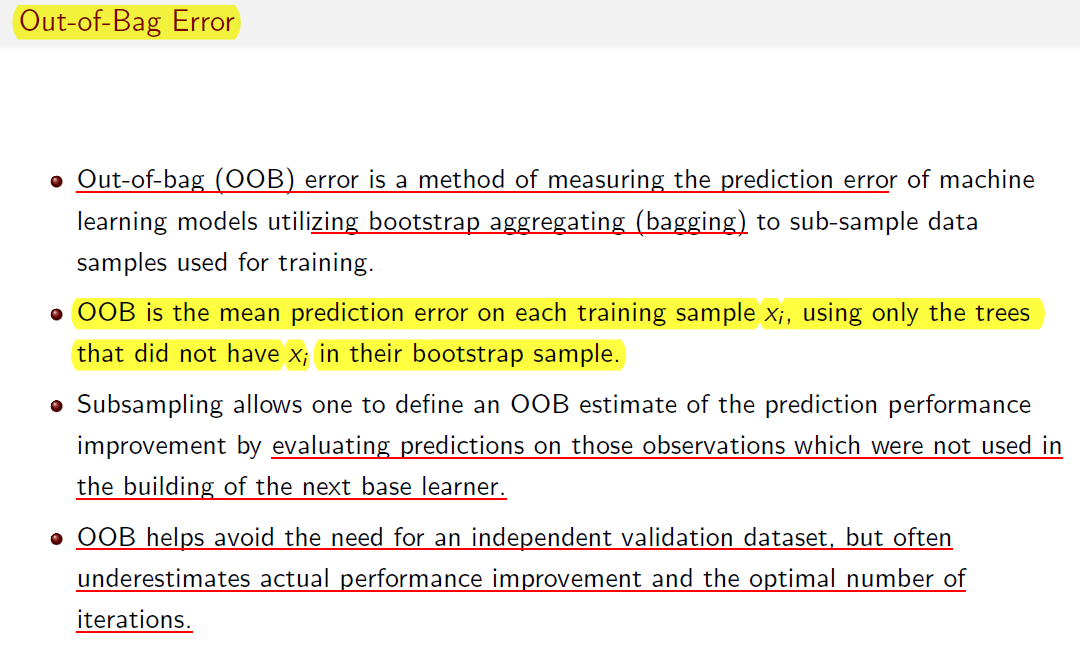 Out-of-Bag Error
Out-of-bag (OOB) error is a method of measuring the prediction error of machine
learning models utilizing bootstrap aggregating (bagging) to sub-sample data
samples used for training.
OOB is the mean prediction error on each training sample xᵢ, using only the trees
that did not have xᵢ in their bootstrap sample.
Subsampling allows one to define an OOB estimate of the prediction performance
improvement by evaluating predictions on those observations which were not used in
the building of the next base learner.
OOB helps avoid the need for an independent validation dataset, but often
underestimates actual performance improvement and the optimal number of
iterations.